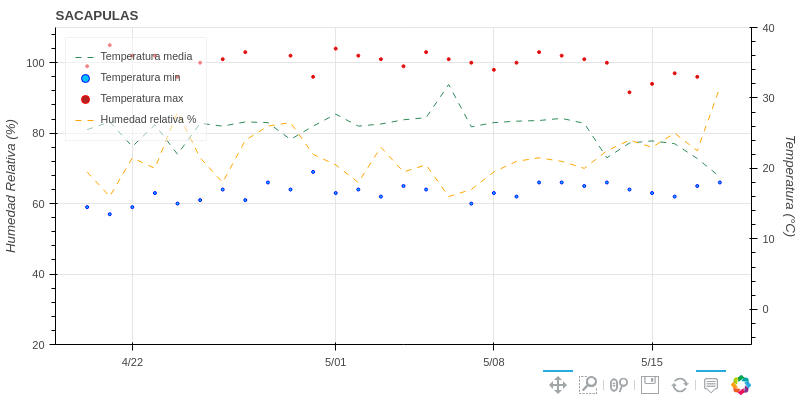 SACAPULAS
Temperatura media
Temperatura min
Temperatura max
Humedad relativa %
Humedad Relativa (%)
100
80
60
40
20
Temperatura (°C)
40
30
20
10
0
4/22
5/01
5/08
5/15